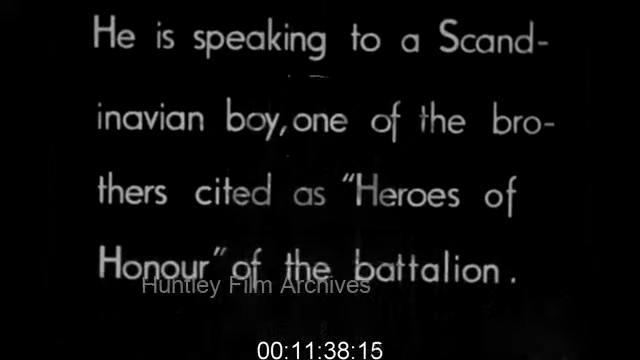 He is speaking to a Scand-
inavian boy, one of the bro-
thers cited as "Heroes of
Honour" of the battalion.
Huntley Film Archives
00:11:38:15